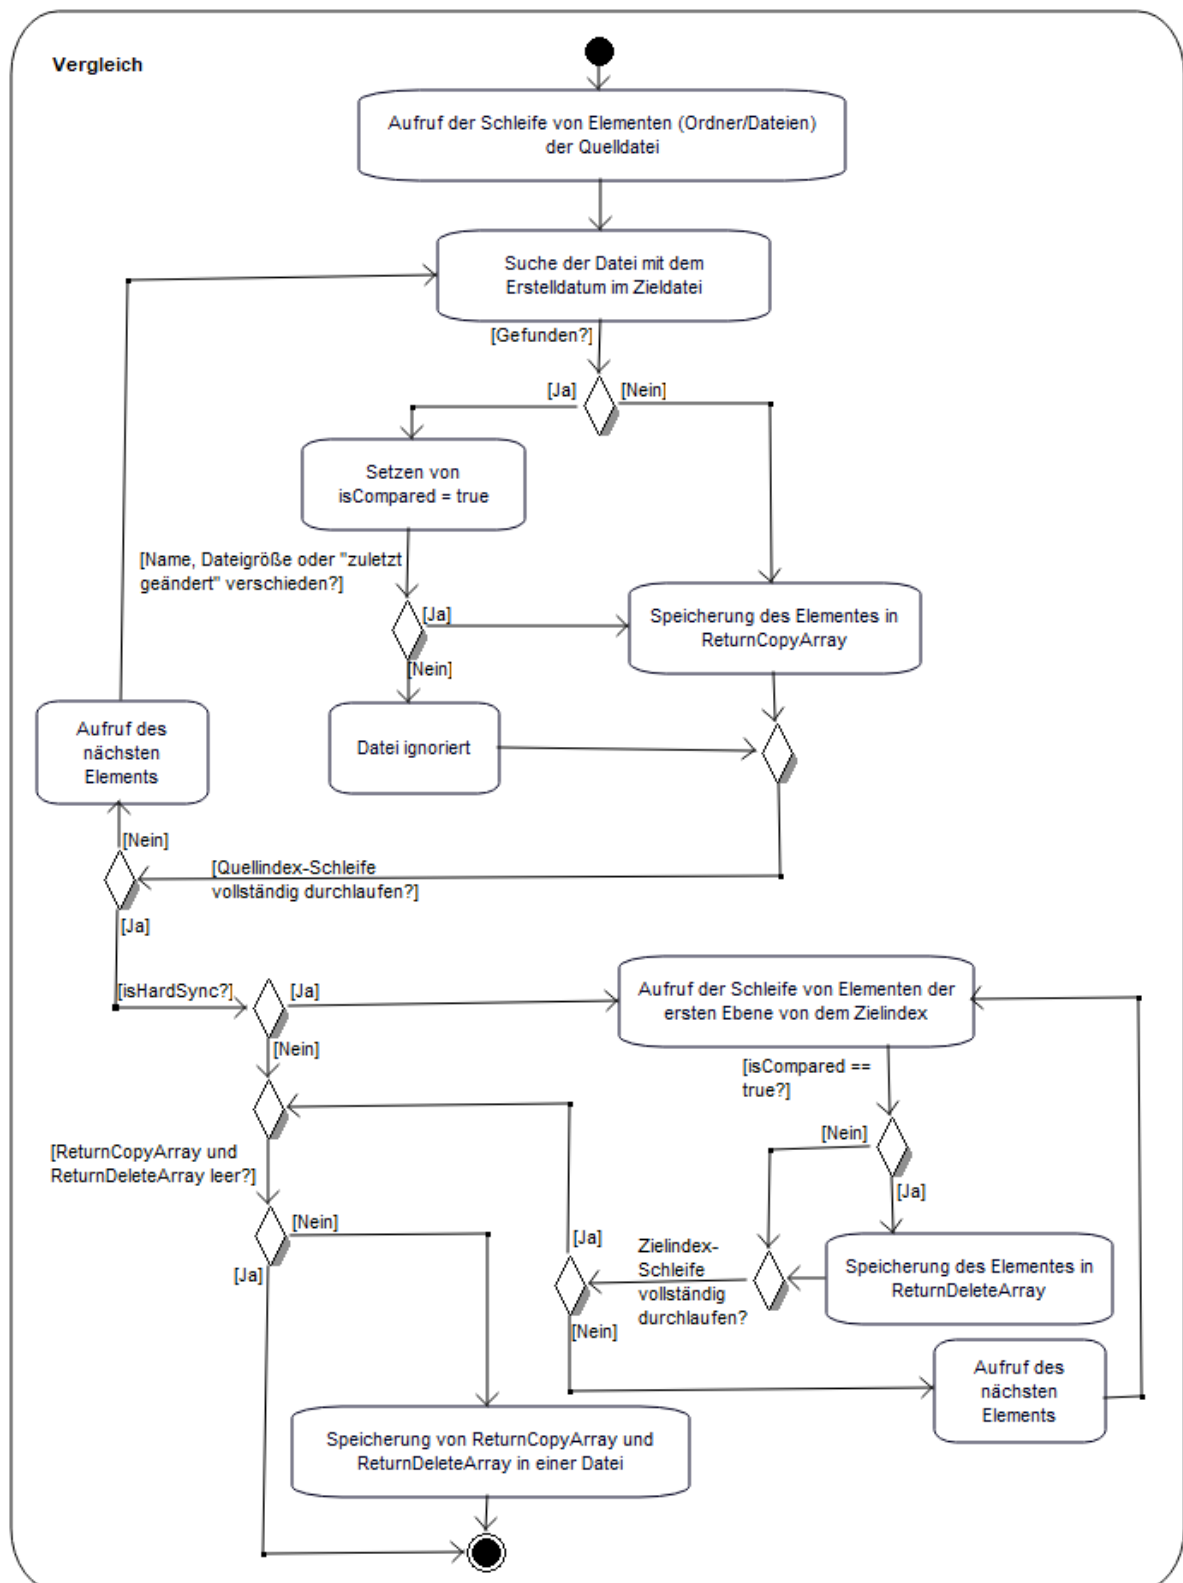 Vergleich
Aufruf der Schleife von Elementen (Ordner/Dateien)
der Quelldatei
Suche der Datei mit dem
Erstelldatum im Zieldatei
[Gefunden?]
[Ja]
[Nein]
Setzen von
isCompared = true
[Name, Dateigröße oder "zuletzt
geändert" verschieden?]
[Ja]
[Nein]
Speicherung des Elementes in
ReturnCopyArray
Datei ignoriert
Aufruf des
nächsten
Elements
[Nein]
[Quellindex-Schleife
vollständig durchlaufen?]
[Ja]
[isHardSync?]
[Ja]
[Nein]
Aufruf der Schleife von Elementen der
ersten Ebene von dem Zielindex
[isCompared ==
true?]
[Nein]
[Ja]
[ReturnCopyArray und
ReturnDeleteArray leer?]
[Nein]
[Ja]
Speicherung des Elementes in
ReturnDeleteArray
Zielindex-
Schleife
vollständig
durchlaufen?
[Ja]
[Nein]
Aufruf des
nächsten
Elements
Speicherung von ReturnCopyArray und
ReturnDeleteArray in einer Datei